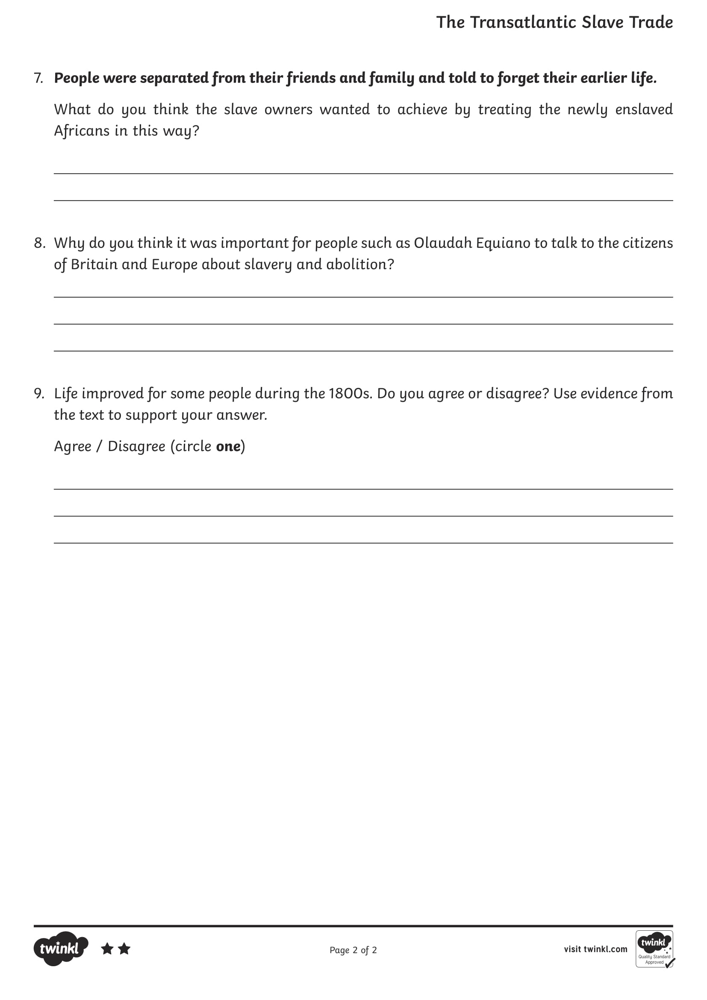 The Transatlantic Slave Trade
7. People were separated from their friends and family and told to forget their earlier life.
What do you think the slave owners wanted to achieve by treating the newly enslaved
Africans in this way?
8. Why do you think it was important for people such as Olaudah Equiano to talk to the citizens
of Britain and Europe about slavery and abolition?
9. Life improved for some people during the 1800s. Do you agree or disagree? Use evidence from
the text to support your answer.
Agree / Disagree (circle one)
twinkl
Page 2 of 2
visit twinkl.com
twinkl
Quality Standard
Approved